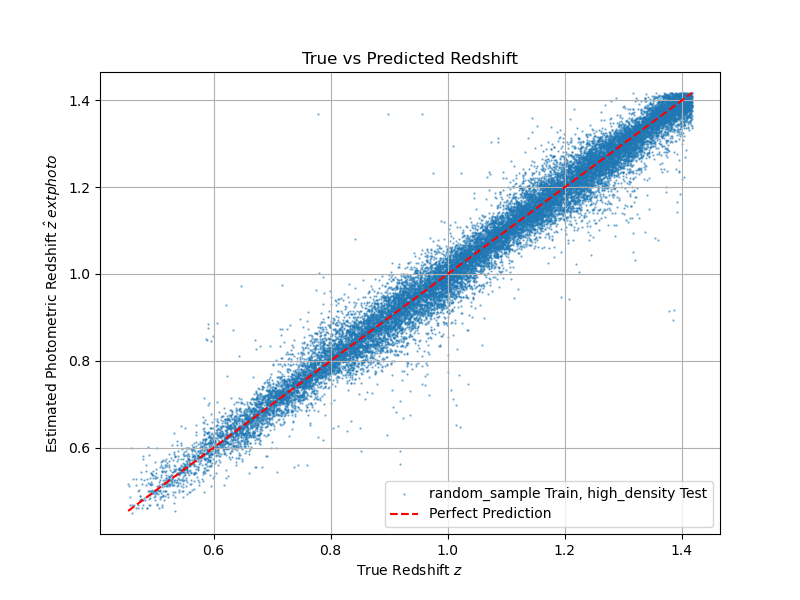 True vs Predicted Redshift
Estimated Photometric Redshift ẑ extphoto
1.4
1.2
1.0
0.8
0.6
0.6
0.8
1.0
1.2
1.4
True Redshift z
random_sample Train, high_density Test
Perfect Prediction